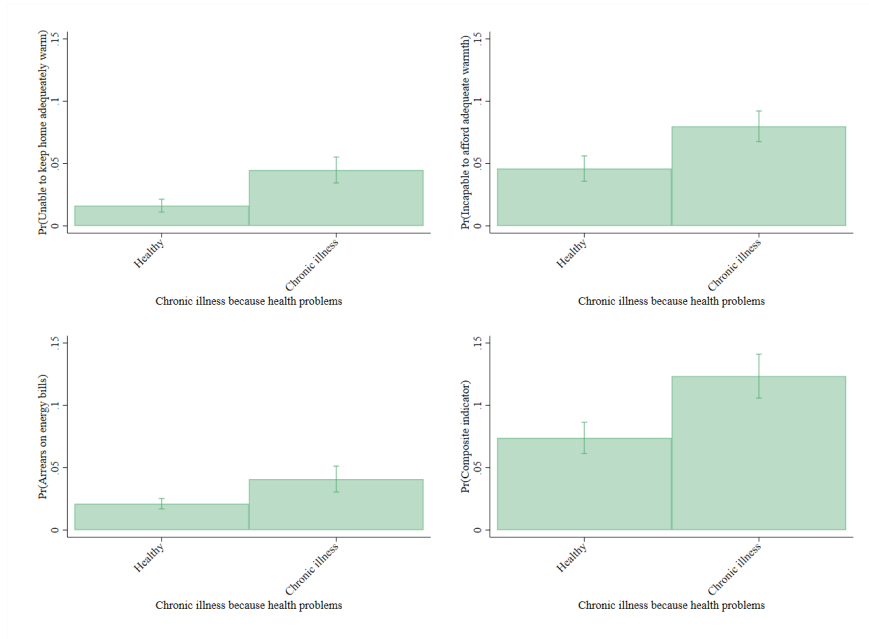 Pr(Unable to keep home adequeately warm)
.15
.1
.05
0
Healthy
Chronic illness
Chronic illness because health problems
Pr(Incapable to afford adequeate warmth)
.15
.1
.05
0
Healthy
Chronic illness
Chronic illness because health problems
Pr(Arrears on energy bills)
.15
.1
.05
0
Healthy
Chronic illness
Chronic illness because health problems
Pr(Composite indicator)
.15
.1
.05
0
Healthy
Chronic illness
Chronic illness because health problems